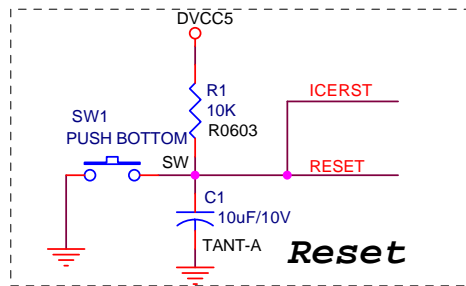 DVCC5
R1
10K
R0603
ICERST
SW1
PUSH BOTTOM
SW
RESET
C1
10uF/10V
TANT-A
Reset